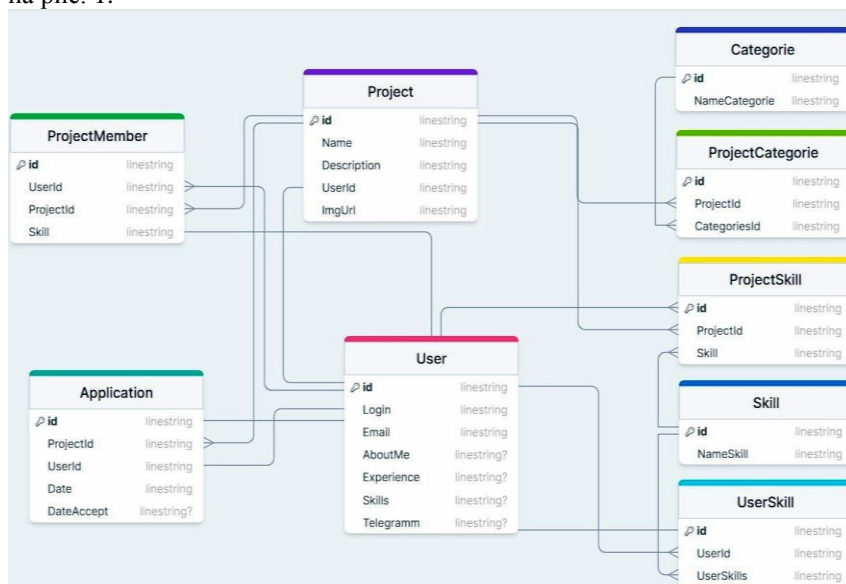 на рис. 1.
Categorie
id linestring
NameCategorie linestring
Project
id linestring
Name linestring
Description linestring
UserId linestring
ImgUrl linestring
ProjectMember
id linestring
UserId linestring
ProjectId linestring
Skill linestring
ProjectCategorie
id linestring
ProjectId linestring
CategoriesId linestring
ProjectSkill
id linestring
ProjectId linestring
Skill linestring
User
id linestring
Login linestring
Email linestring
AboutMe linestring?
Experience linestring?
Skills linestring?
Telegramm linestring?
Application
id linestring
ProjectId linestring
UserId linestring
Date linestring
DateAccept linestring?
Skill
id linestring
NameSkill linestring
UserSkill
id linestring
UserId linestring
UserSkills linestring